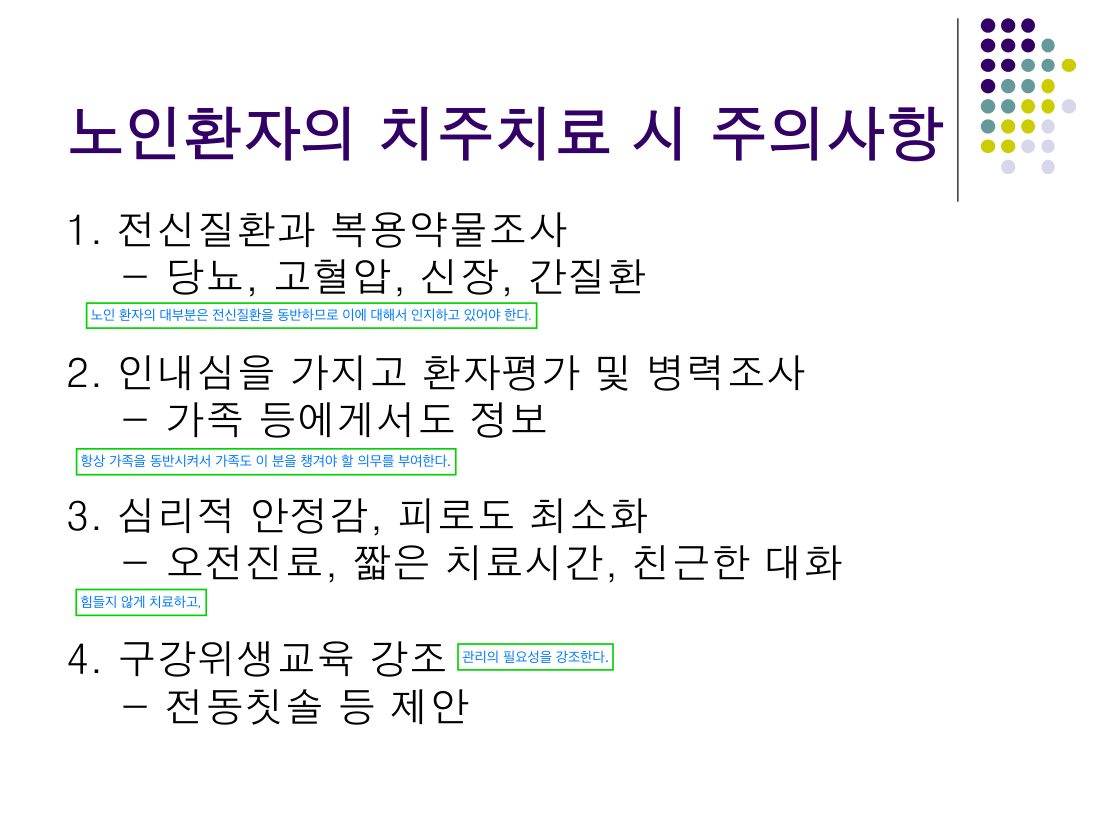 노인환자의 치주치료 시 주의사항
1. 전신질환과 복용약물조사
– 당뇨, 고혈압, 신장, 간질환
노인 환자의 대부분은 전신질환을 동반하므로 이에 대해서 인지하고 있어야 한다.
2. 인내심을 가지고 환자평가 및 병력조사
– 가족 등에게서도 정보
항상 가족을 동반시켜서 가족도 이 분을 챙겨야 할 의무를 부여한다.
3. 심리적 안정감, 피로도 최소화
– 오전진료, 짧은 치료시간, 친근한 대화
힘들지 않게 치료하고,
4. 구강위생교육 강조 관리의 필요성을 강조한다.
– 전동칫솔 등 제안